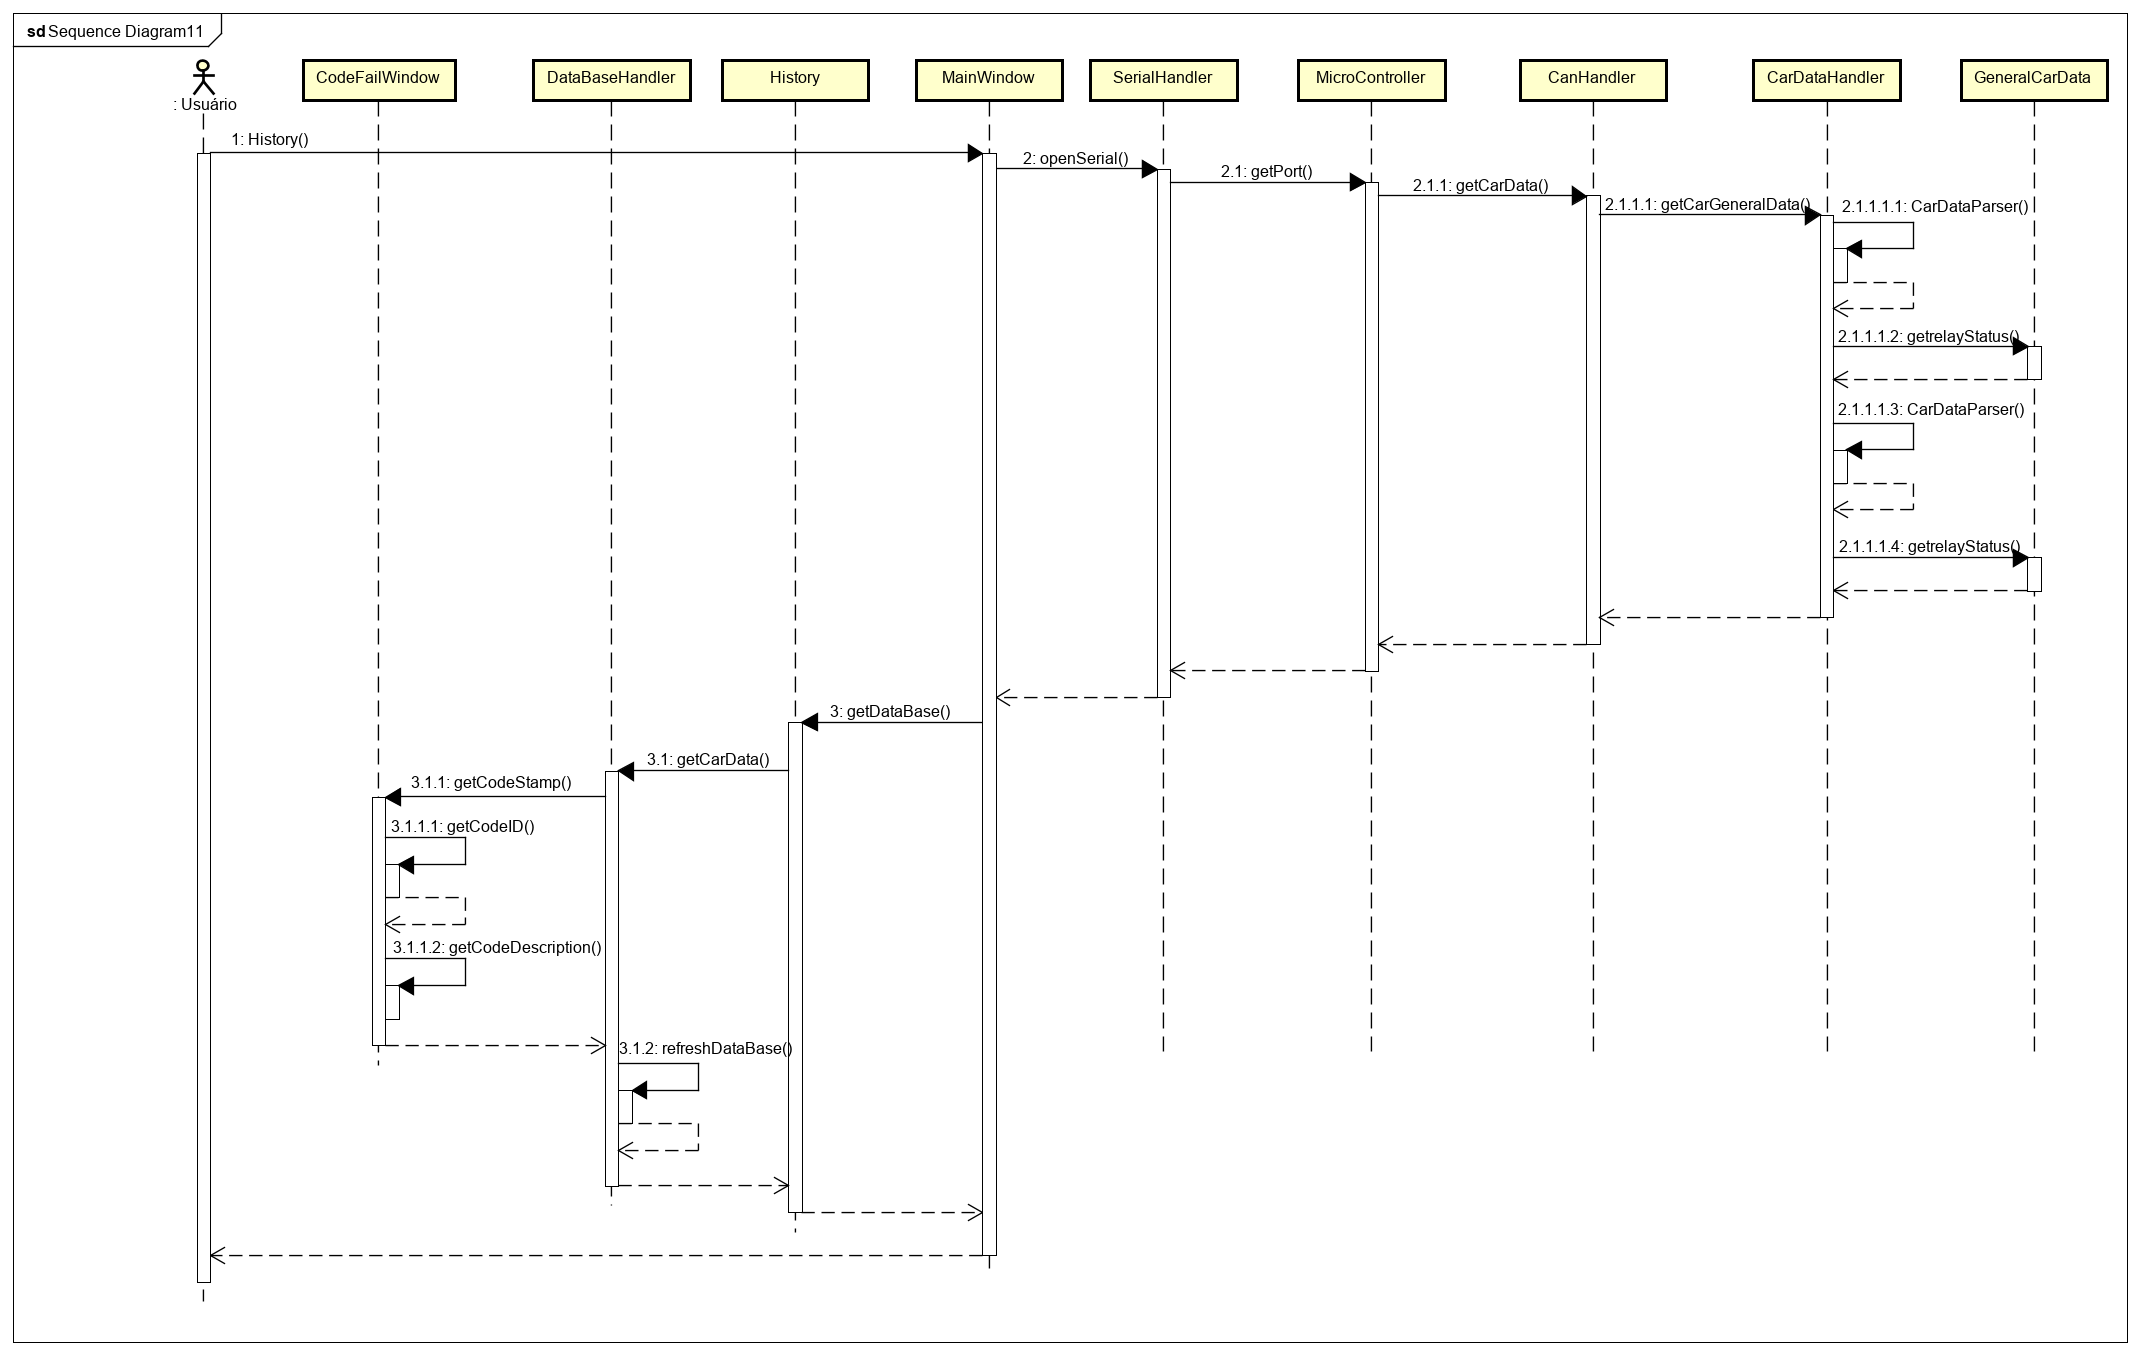 sd Sequence Diagram11
: Usuário
CodeFailWindow
DataBaseHandler
History
MainWindow
SerialHandler
MicroController
CanHandler
CarDataHandler
GeneralCarData
1: History()
2: openSerial()
2.1: getPort()
2.1.1: getCarData()
2.1.1.1: getCarGeneralData()
2.1.1.1.1: CarDataParser()
2.1.1.1.2: getrelayStatus()
2.1.1.1.3: CarDataParser()
2.1.1.1.4: getrelayStatus()
3: getDataBase()
3.1: getCarData()
3.1.1: getCodeStamp()
3.1.1.1: getCodeID()
3.1.1.2: getCodeDescription()
3.1.2: refreshDataBase()